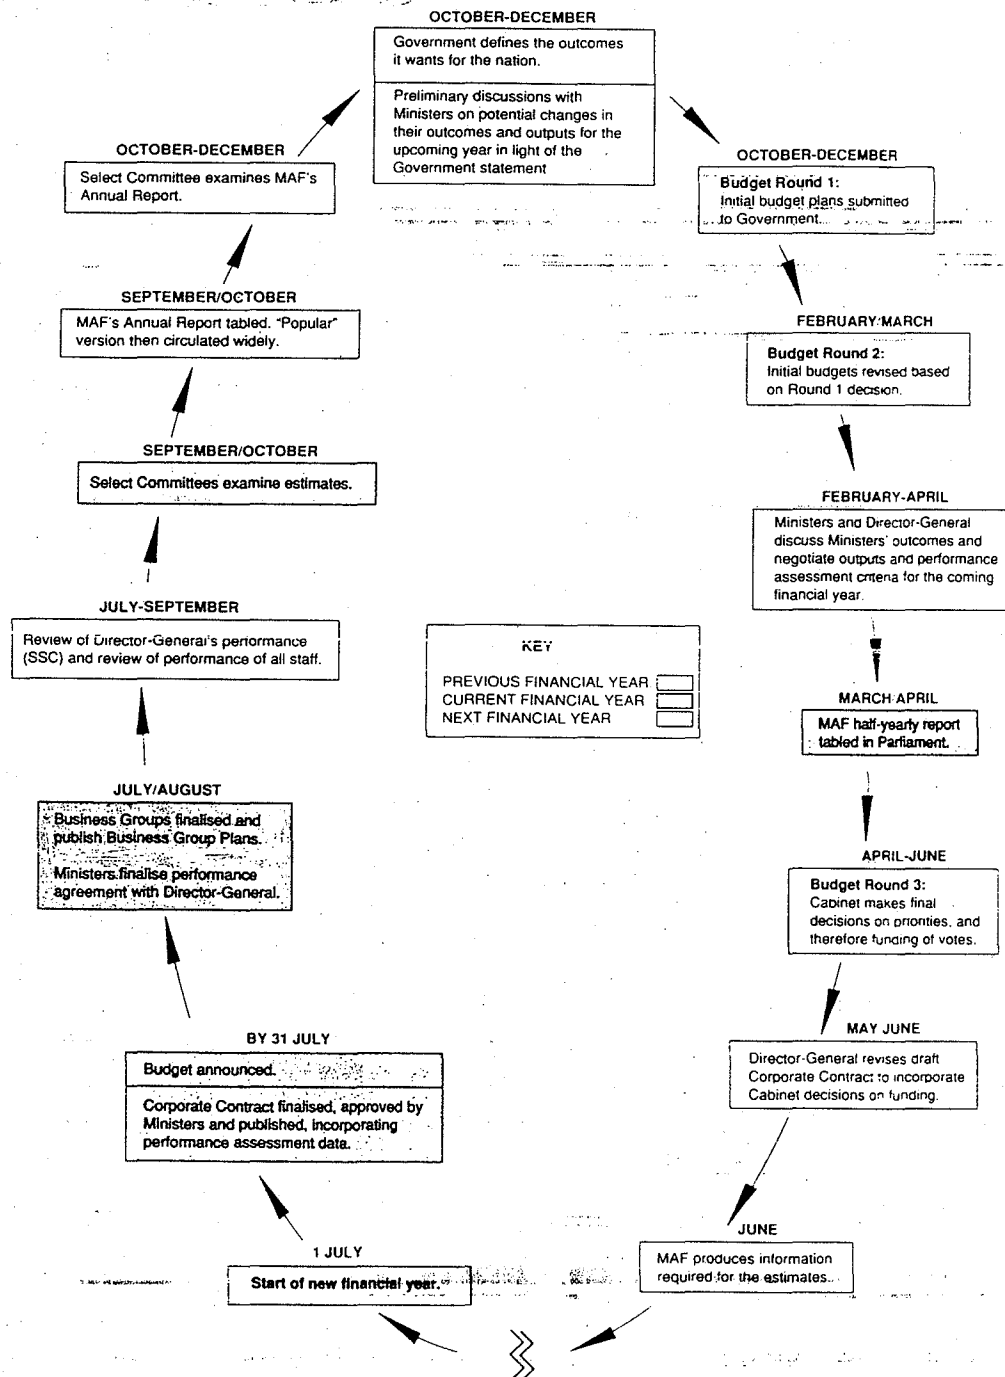 OCTOBER-DECEMBER
Government defines the outcomes
it wants for the nation.
Preliminary discussions with
Ministers on potential changes in
their outcomes and outputs for the
upcoming year in light of the
Government statement
OCTOBER-DECEMBER
Budget Round 1:
Initial budget plans submitted
to Government.
FEBRUARY/MARCH
Budget Round 2:
Initial budgets revised based
on Round 1 decision.
FEBRUARY-APRIL
Ministers and Director-General
discuss Ministers' outcomes and
negotiate outputs and performance
assessment criteria for the coming
financial year.
MARCH/APRIL
MAF half-yearly report
tabled in Parliament.
APRIL-JUNE
Budget Round 3:
Cabinet makes final
decisions on priorities, and
therefore funding of votes.
MAY JUNE
Director-General revises draft
Corporate Contract to incorporate
Cabinet decisions on funding.
JUNE
MAF produces information
required for the estimates.
1 JULY
Start of new financial year.
BY 31 JULY
Budget announced.
Corporate Contract finalised, approved by
Ministers and published, incorporating
performance assessment data.
JULY/AUGUST
Business Groups finalised and
publish Business Group Plans.
Ministers finalise performance
agreement with Director-General.
JULY-SEPTEMBER
Review of Director-General's performance
(SSC) and review of performance of all staff.
SEPTEMBER/OCTOBER
Select Committees examine estimates.
SEPTEMBER/OCTOBER
MAF's Annual Report tabled. "Popular"
version then circulated widely.
OCTOBER-DECEMBER
Select Committee examines MAF's
Annual Report.
KEY
PREVIOUS FINANCIAL YEAR
CURRENT FINANCIAL YEAR
NEXT FINANCIAL YEAR